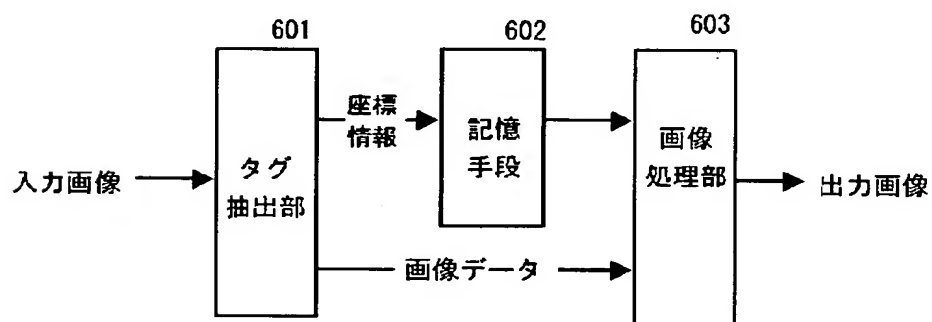 601
602
603
座標
情報
記憶
手段
画像
処理部
タグ
抽出部
入力画像
出力画像
画像データ